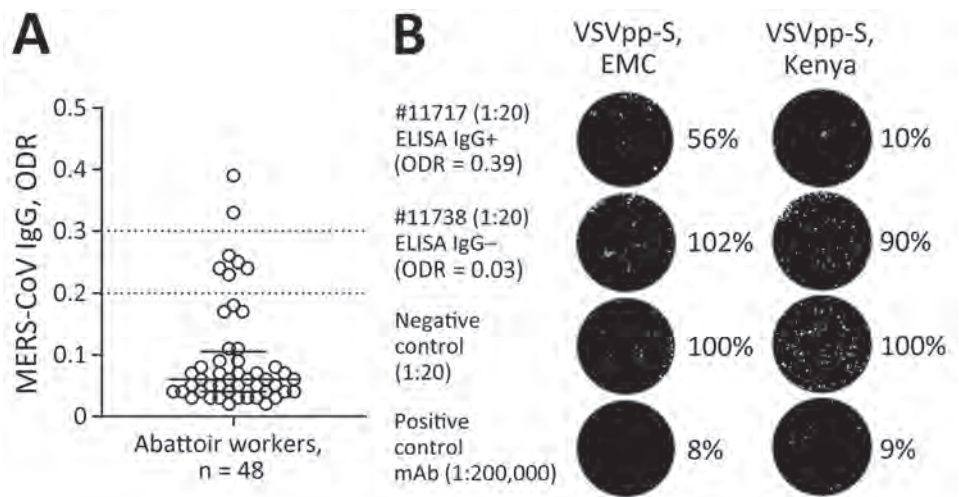 A
MERS-CoV IgG, ODR
0.5
0.4
0.3
0.2
0.1
0
Abattoir workers,
n = 48
B
VSVpp-S,
EMC
VSVpp-S,
Kenya
#11717 (1:20)
ELISA IgG+
(ODR = 0.39)
56%
10%
#11738 (1:20)
ELISA IgG–
(ODR = 0.03)
102%
90%
Negative
control
(1:20)
100%
100%
Positive
control
mAb (1:200,000)
8%
9%